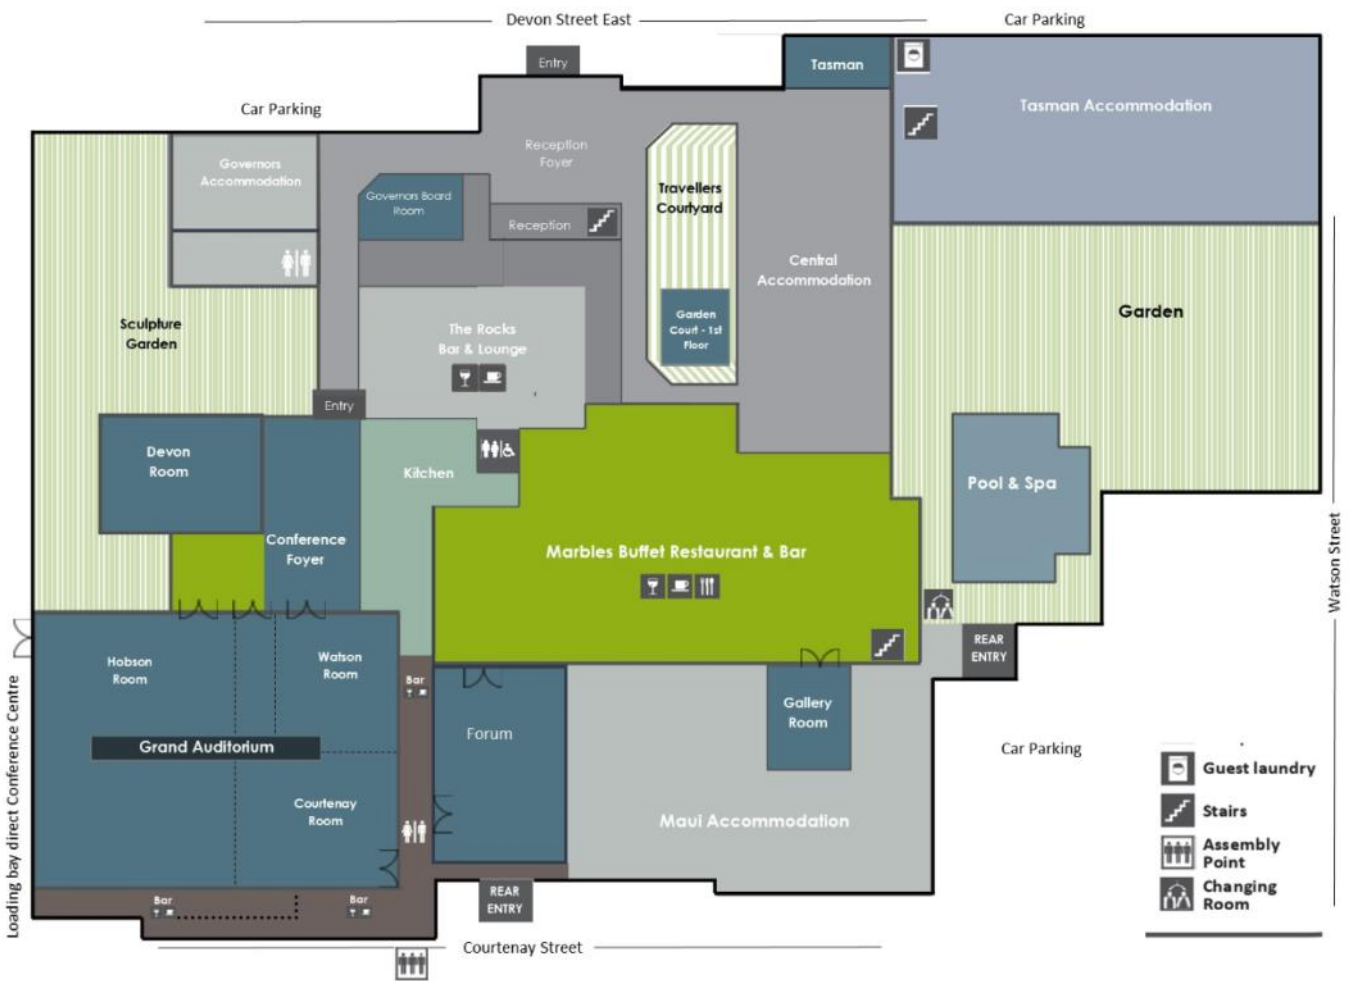 Devon Street East
Car Parking
Entry
Tasman
Tasman Accommodation
Car Parking
Reception
Foyer
Governors
Accommodation
Travellers
Courtyard
Governors Board
Room
Reception
Central
Accommodation
Garden
Garden
Court - 1st
Floor
Sculpture
Garden
The Rocks
Bar & Lounge
Entry
Devon
Room
Kitchen
Pool & Spa
Conference
Foyer
Marbles Buffet Restaurant & Bar
Watson Street
REAR
ENTRY
Hobson
Room
Watson
Room
Bar
Gallery
Room
Forum
Grand Auditorium
Car Parking
Loading bay direct Conference Centre
Courtenay
Room
Maui Accommodation
Guest laundry
Stairs
Assembly
Point
Changing
Room
Bar
Bar
REAR
ENTRY
Courtenay Street